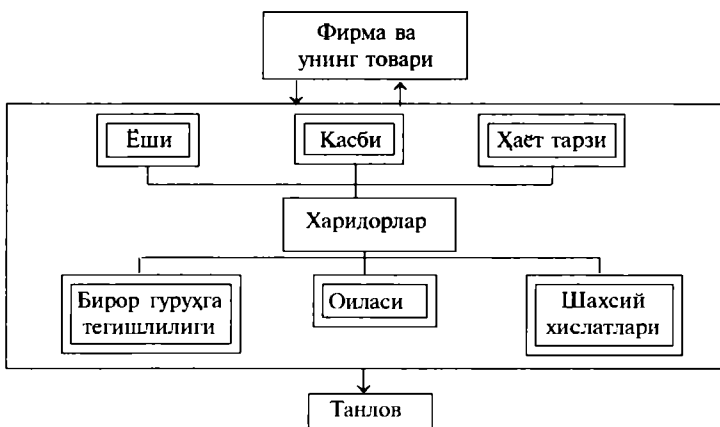 Фирма ва
унинг товари
Ёши
Касби
Ҳаёт тарзи
Харидорлар
Бирор гуруҳга
тегишлилиги
Оиласи
Шахсий
хислатлари
Танлов